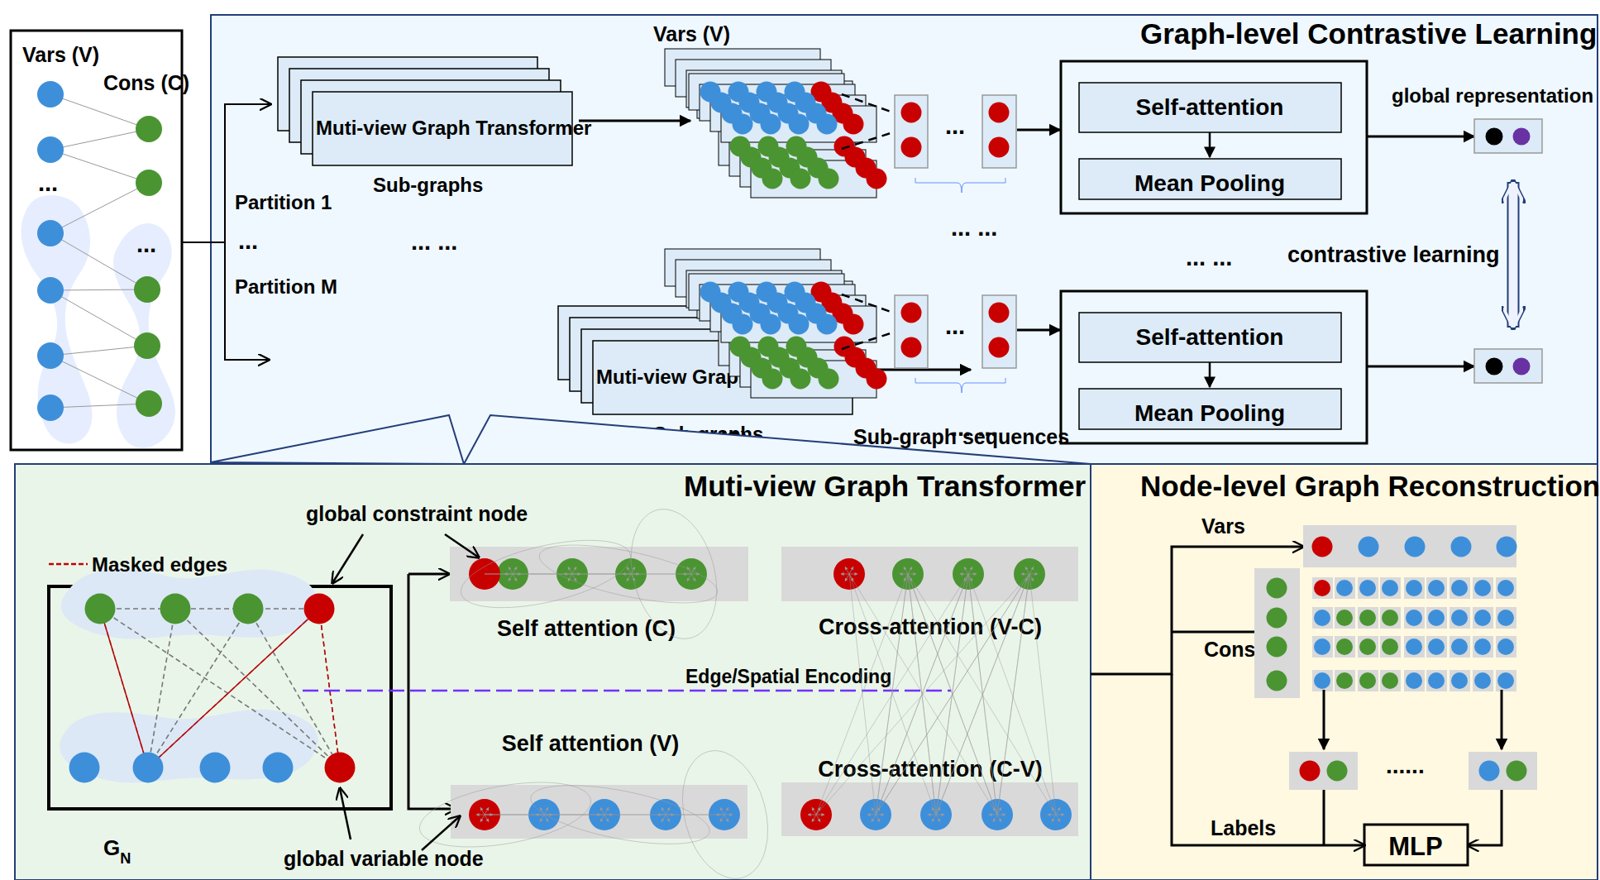 Graph-level Contrastive Learning
Vars (V)
Cons (C)
...
...
Vars (V)
Muti-view Graph Transformer
Sub-graphs
Partition 1
...
Partition M
... ...
...
Self-attention
Mean Pooling
global representation
... ...
... ...
contrastive learning
Muti-view Grap
...
Self-attention
Mean Pooling
Sub-graph sequences
Muti-view Graph Transformer
global constraint node
Masked edges
Self attention (C)
Cross-attention (V-C)
Edge/Spatial Encoding
Self attention (V)
Cross-attention (C-V)
GN
global variable node
Node-level Graph Reconstruction
Vars
Cons
......
Labels
MLP